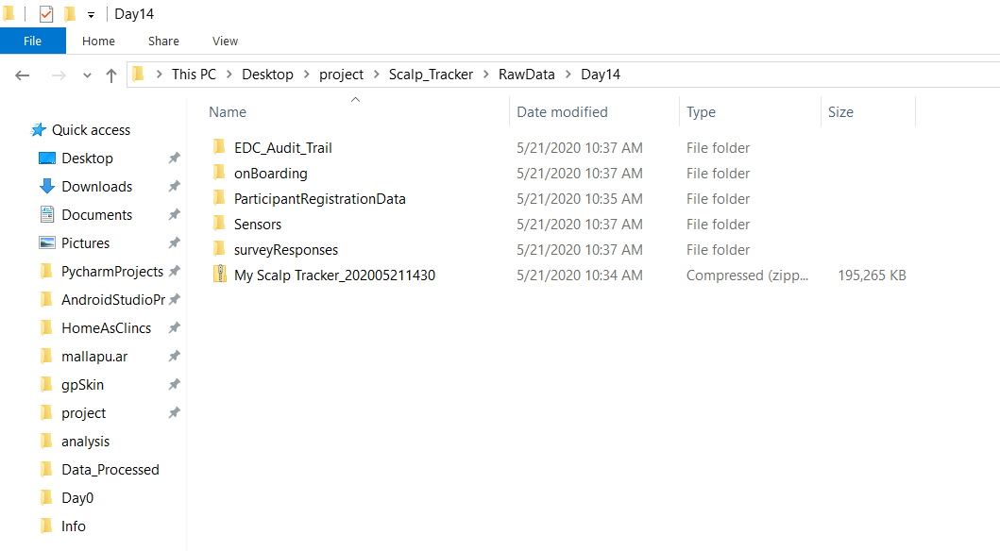 Day14
File Home Share View
This PC Desktop project Scalp_Tracker RawData Day14
Name Date modified Type Size
Quick access
Desktop
Downloads
Documents
Pictures
PycharmProjects
AndroidStudioPr
HomeAsClincs
mallapu.ar
gpSkin
project
analysis
Data_Processed
Day0
Info
EDC_Audit_Trail 5/21/2020 10:37 AM File folder
onBoarding 5/21/2020 10:37 AM File folder
ParticipantRegistrationData 5/21/2020 10:35 AM File folder
Sensors 5/21/2020 10:37 AM File folder
surveyResponses 5/21/2020 10:37 AM File folder
My Scalp Tracker_202005211430 5/21/2020 10:34 AM Compressed (zipp... 195,265 KB